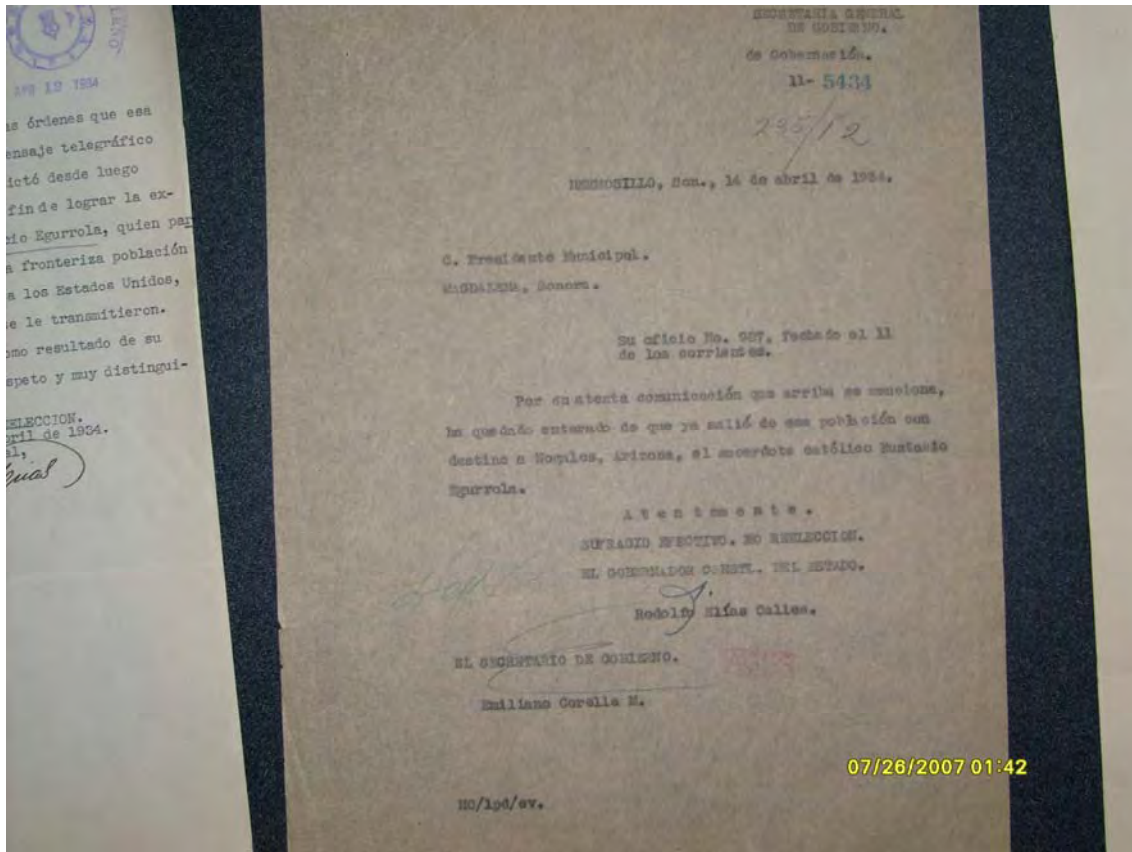 ABR 12 1934
as órdenes que esa
ensaje telegráfico
ictó desde luego
fin de lograr la ex-
cio Egurrola, quien par
a fronteriza población
a los Estados Unidos,
se le transmitieron.
omo resultado de su
speto y muy distingui-
ELECCION.
bril de 1934.
al,
SECRETARIA GENERAL
DE GOBIERNO.
de Gobernación.
11- 5434
235/12
HERMOSILLO, Son., 14 de abril de 1934.
C. Presidente Municipal.
MAGDALENA, Sonora.
Su oficio No. 987, fechado el 11
de los corrientes.
Por su atenta comunicación que arriba se menciona,
he quedado enterado de que ya salió de esa población con
destino a Nogales, Arizona, el sacerdote católico Eustasio
Egurrola.
A t e n t a m e n t e .
SUFRAGIO EFECTIVO. NO REELECCION.
EL GOBERNADOR CONSTL. DEL ESTADO.
Rodolfo Elías Calles.
EL SECRETARIO DE GOBIERNO.
Emiliano Corella M.
HO/lpd/ev.
07/26/2007 01:42